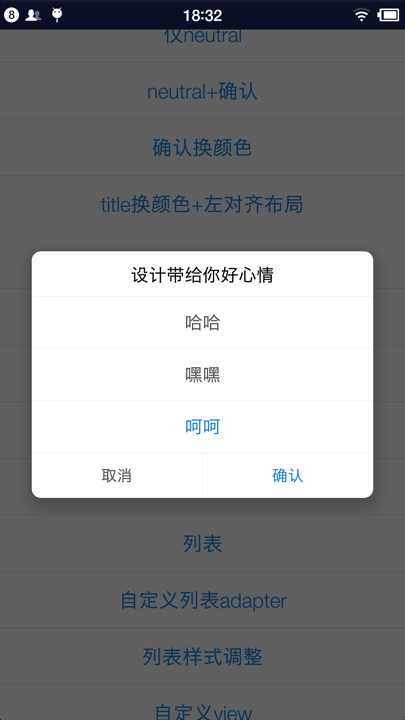 8
18:32
仅neutral
neutral+确认
确认换颜色
title换颜色+左对齐布局
设计带给你好心情
哈哈
嘿嘿
呵呵
取消
确认
列表
自定义列表adapter
列表样式调整
自定义view